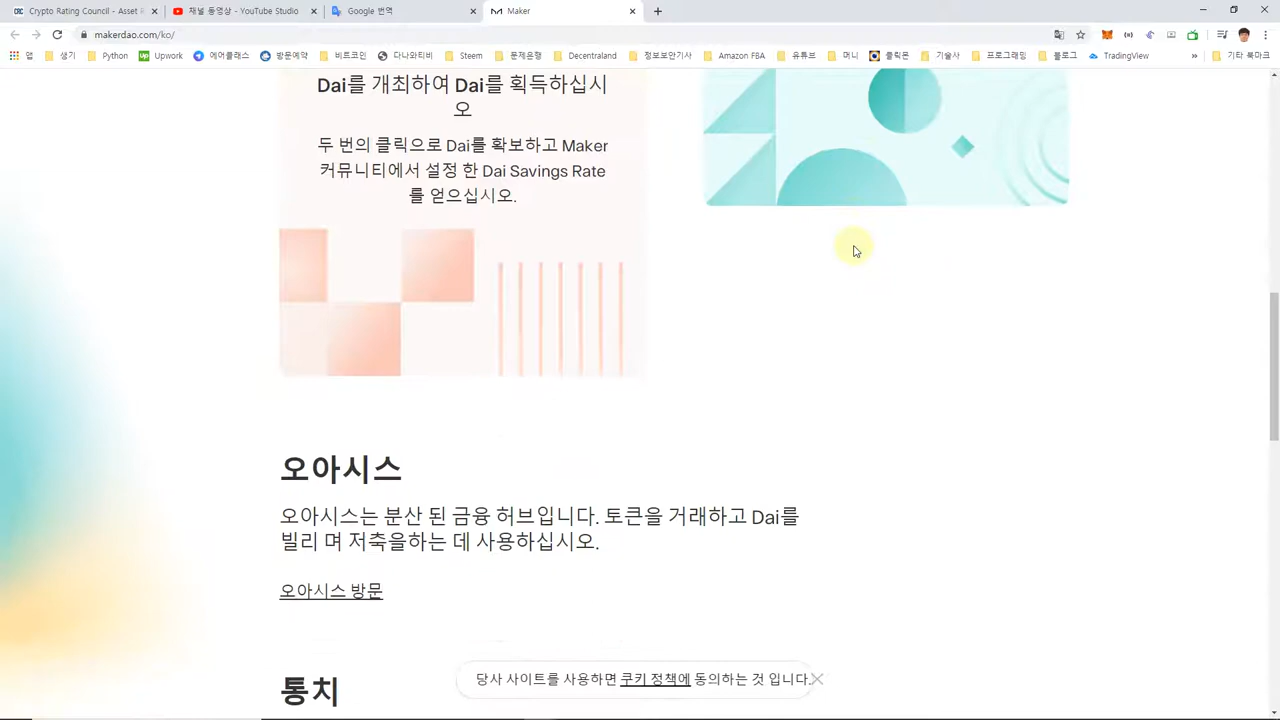 Crypto Rating Council - Asset R
채널 동영상 - YouTube Studio
Google 번역
Maker
makerdao.com/ko/
앱
생기
Python
Upwork
에어클래스
방문예약
비트코인
다나와티비
Steem
문제은행
Decentraland
정보보안기사
Amazon FBA
유튜브
머니
클릭몬
기술사
프로그래밍
블로그
TradingView
»
기타 북마크
Dai를 개최하여 Dai를 획득하십시
오
두 번의 클릭으로 Dai를 확보하고 Maker
커뮤니티에서 설정 한 Dai Savings Rate
를 얻으십시오.
오아시스
오아시스는 분산 된 금융 허브입니다. 토큰을 거래하고 Dai를
빌리 며 저축을하는 데 사용하십시오.
오아시스 방문
통치
당사 사이트를 사용하면 쿠키 정책에 동의하는 것 입니다.